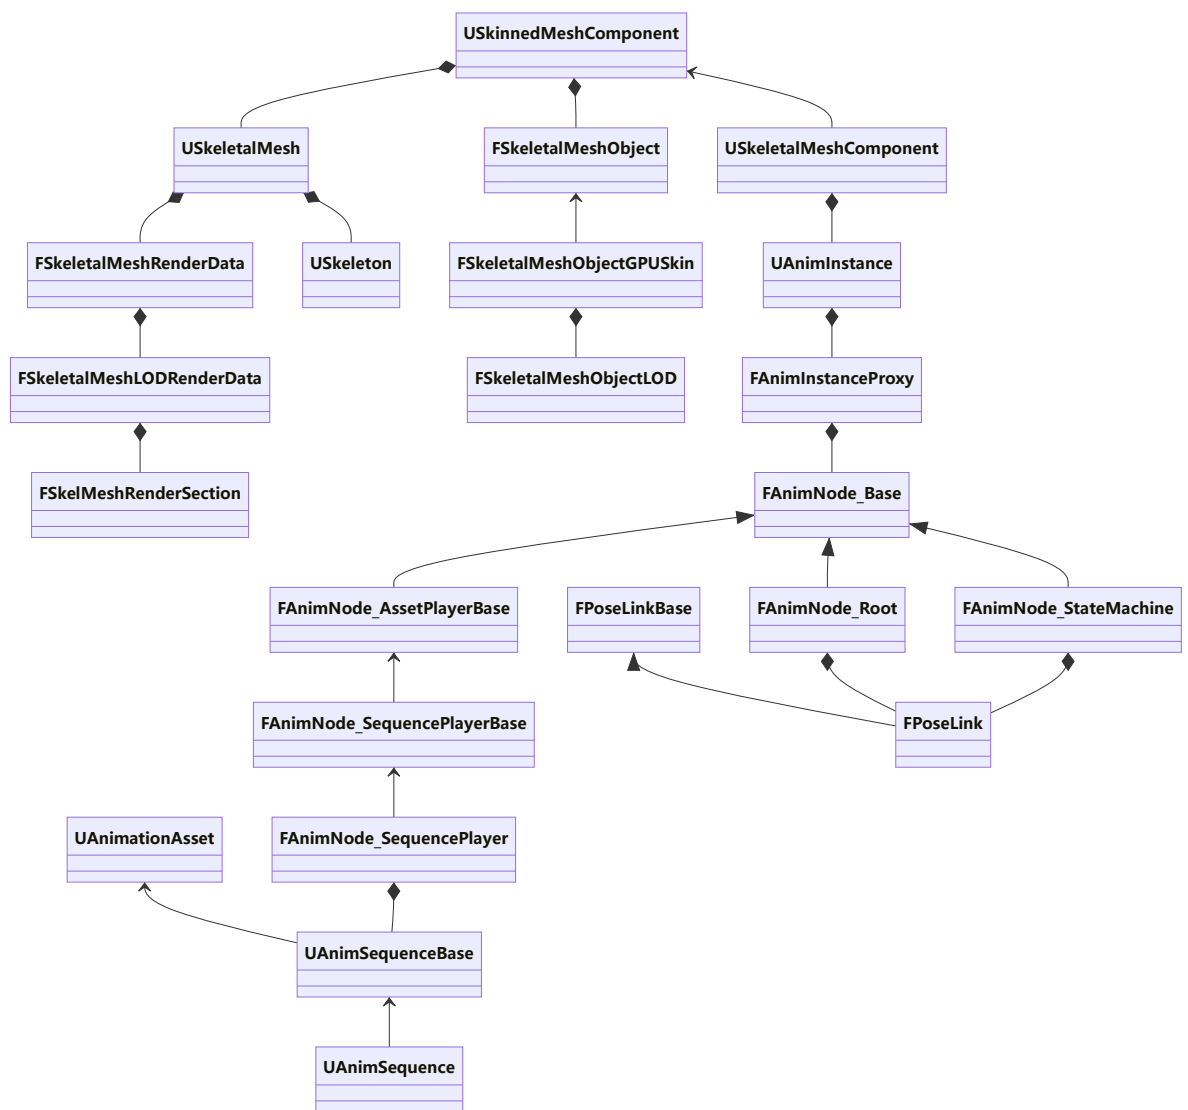 USkinnedMeshComponent
USkeletalMesh
FSkeletalMeshObject
USkeletalMeshComponent
FSkeletalMeshRenderData
USkeleton
FSkeletalMeshObjectGPUSkin
UAnimInstance
FSkeletalMeshLODRenderData
FSkeletalMeshObjectLOD
FAnimInstanceProxy
FSkelMeshRenderSection
FAnimNode_Base
FAnimNode_AssetPlayerBase
FPoseLinkBase
FAnimNode_Root
FAnimNode_StateMachine
FAnimNode_SequencePlayerBase
FPoseLink
UAnimationAsset
FAnimNode_SequencePlayer
UAnimSequenceBase
UAnimSequence